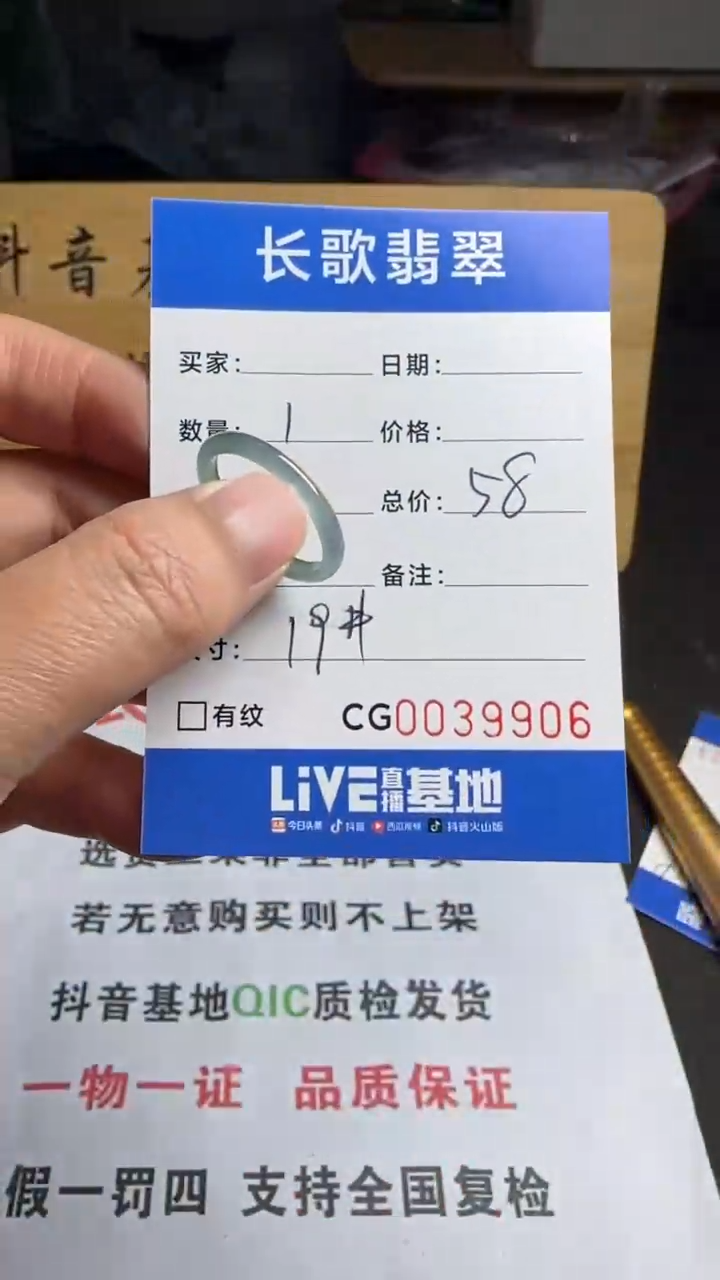 抖音
长歌翡翠
买家: 日期:
数量: 1 价格:
总价: 58
备注:
寸: 19#
有纹 CG0039906
LiVE直播基地
今日头条 抖音 西瓜视频 抖音火山版
若无意购买则不上架
抖音基地QIC质检发货
一物一证 品质保证
假一罚四 支持全国复检